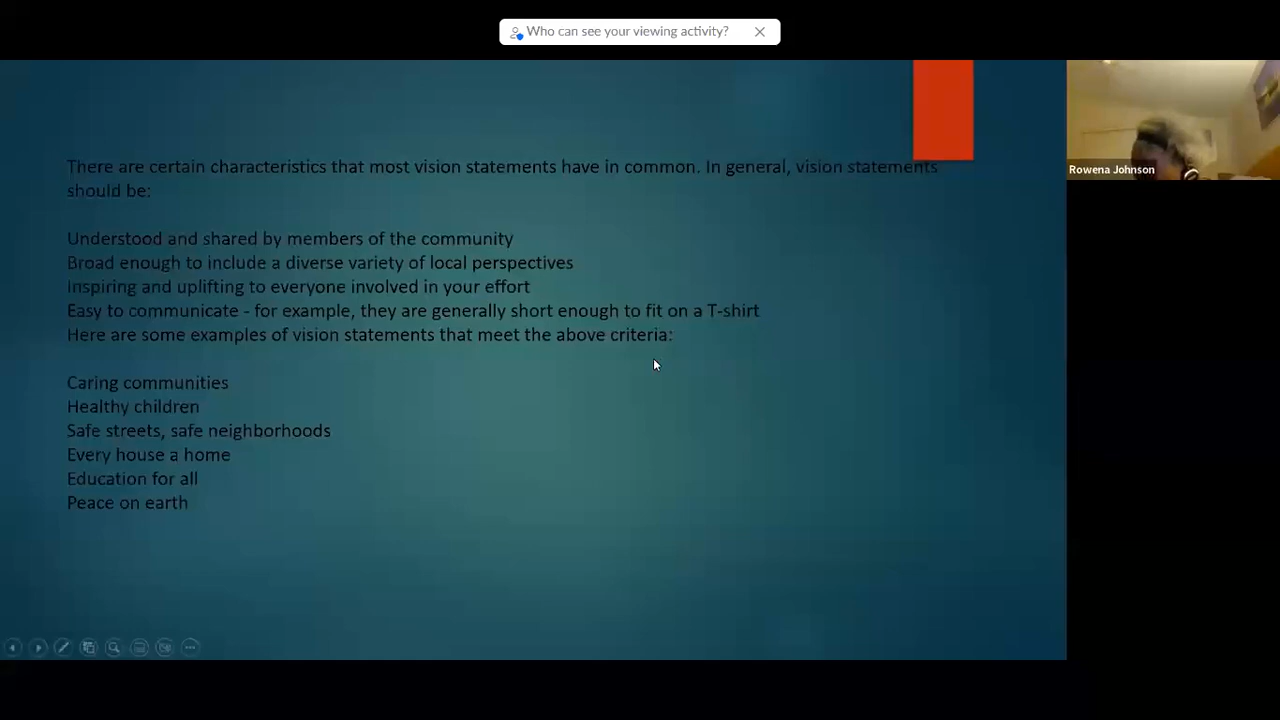 Who can see your viewing activity?
There are certain characteristics that most vision statements have in common. In general, vision statements
should be:
Understood and shared by members of the community
Broad enough to include a diverse variety of local perspectives
Inspiring and uplifting to everyone involved in your effort
Easy to communicate - for example, they are generally short enough to fit on a T-shirt
Here are some examples of vision statements that meet the above criteria:
Caring communities
Healthy children
Safe streets, safe neighborhoods
Every house a home
Education for all
Peace on earth
Rowena Johnson